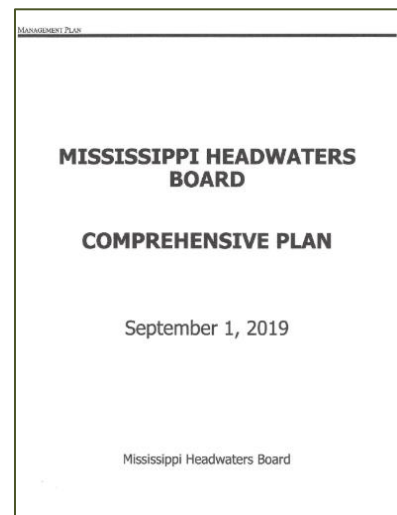 MANAGEMENT PLAN
MISSISSIPPI HEADWATERS
BOARD
COMPREHENSIVE PLAN
September 1, 2019
Mississippi Headwaters Board